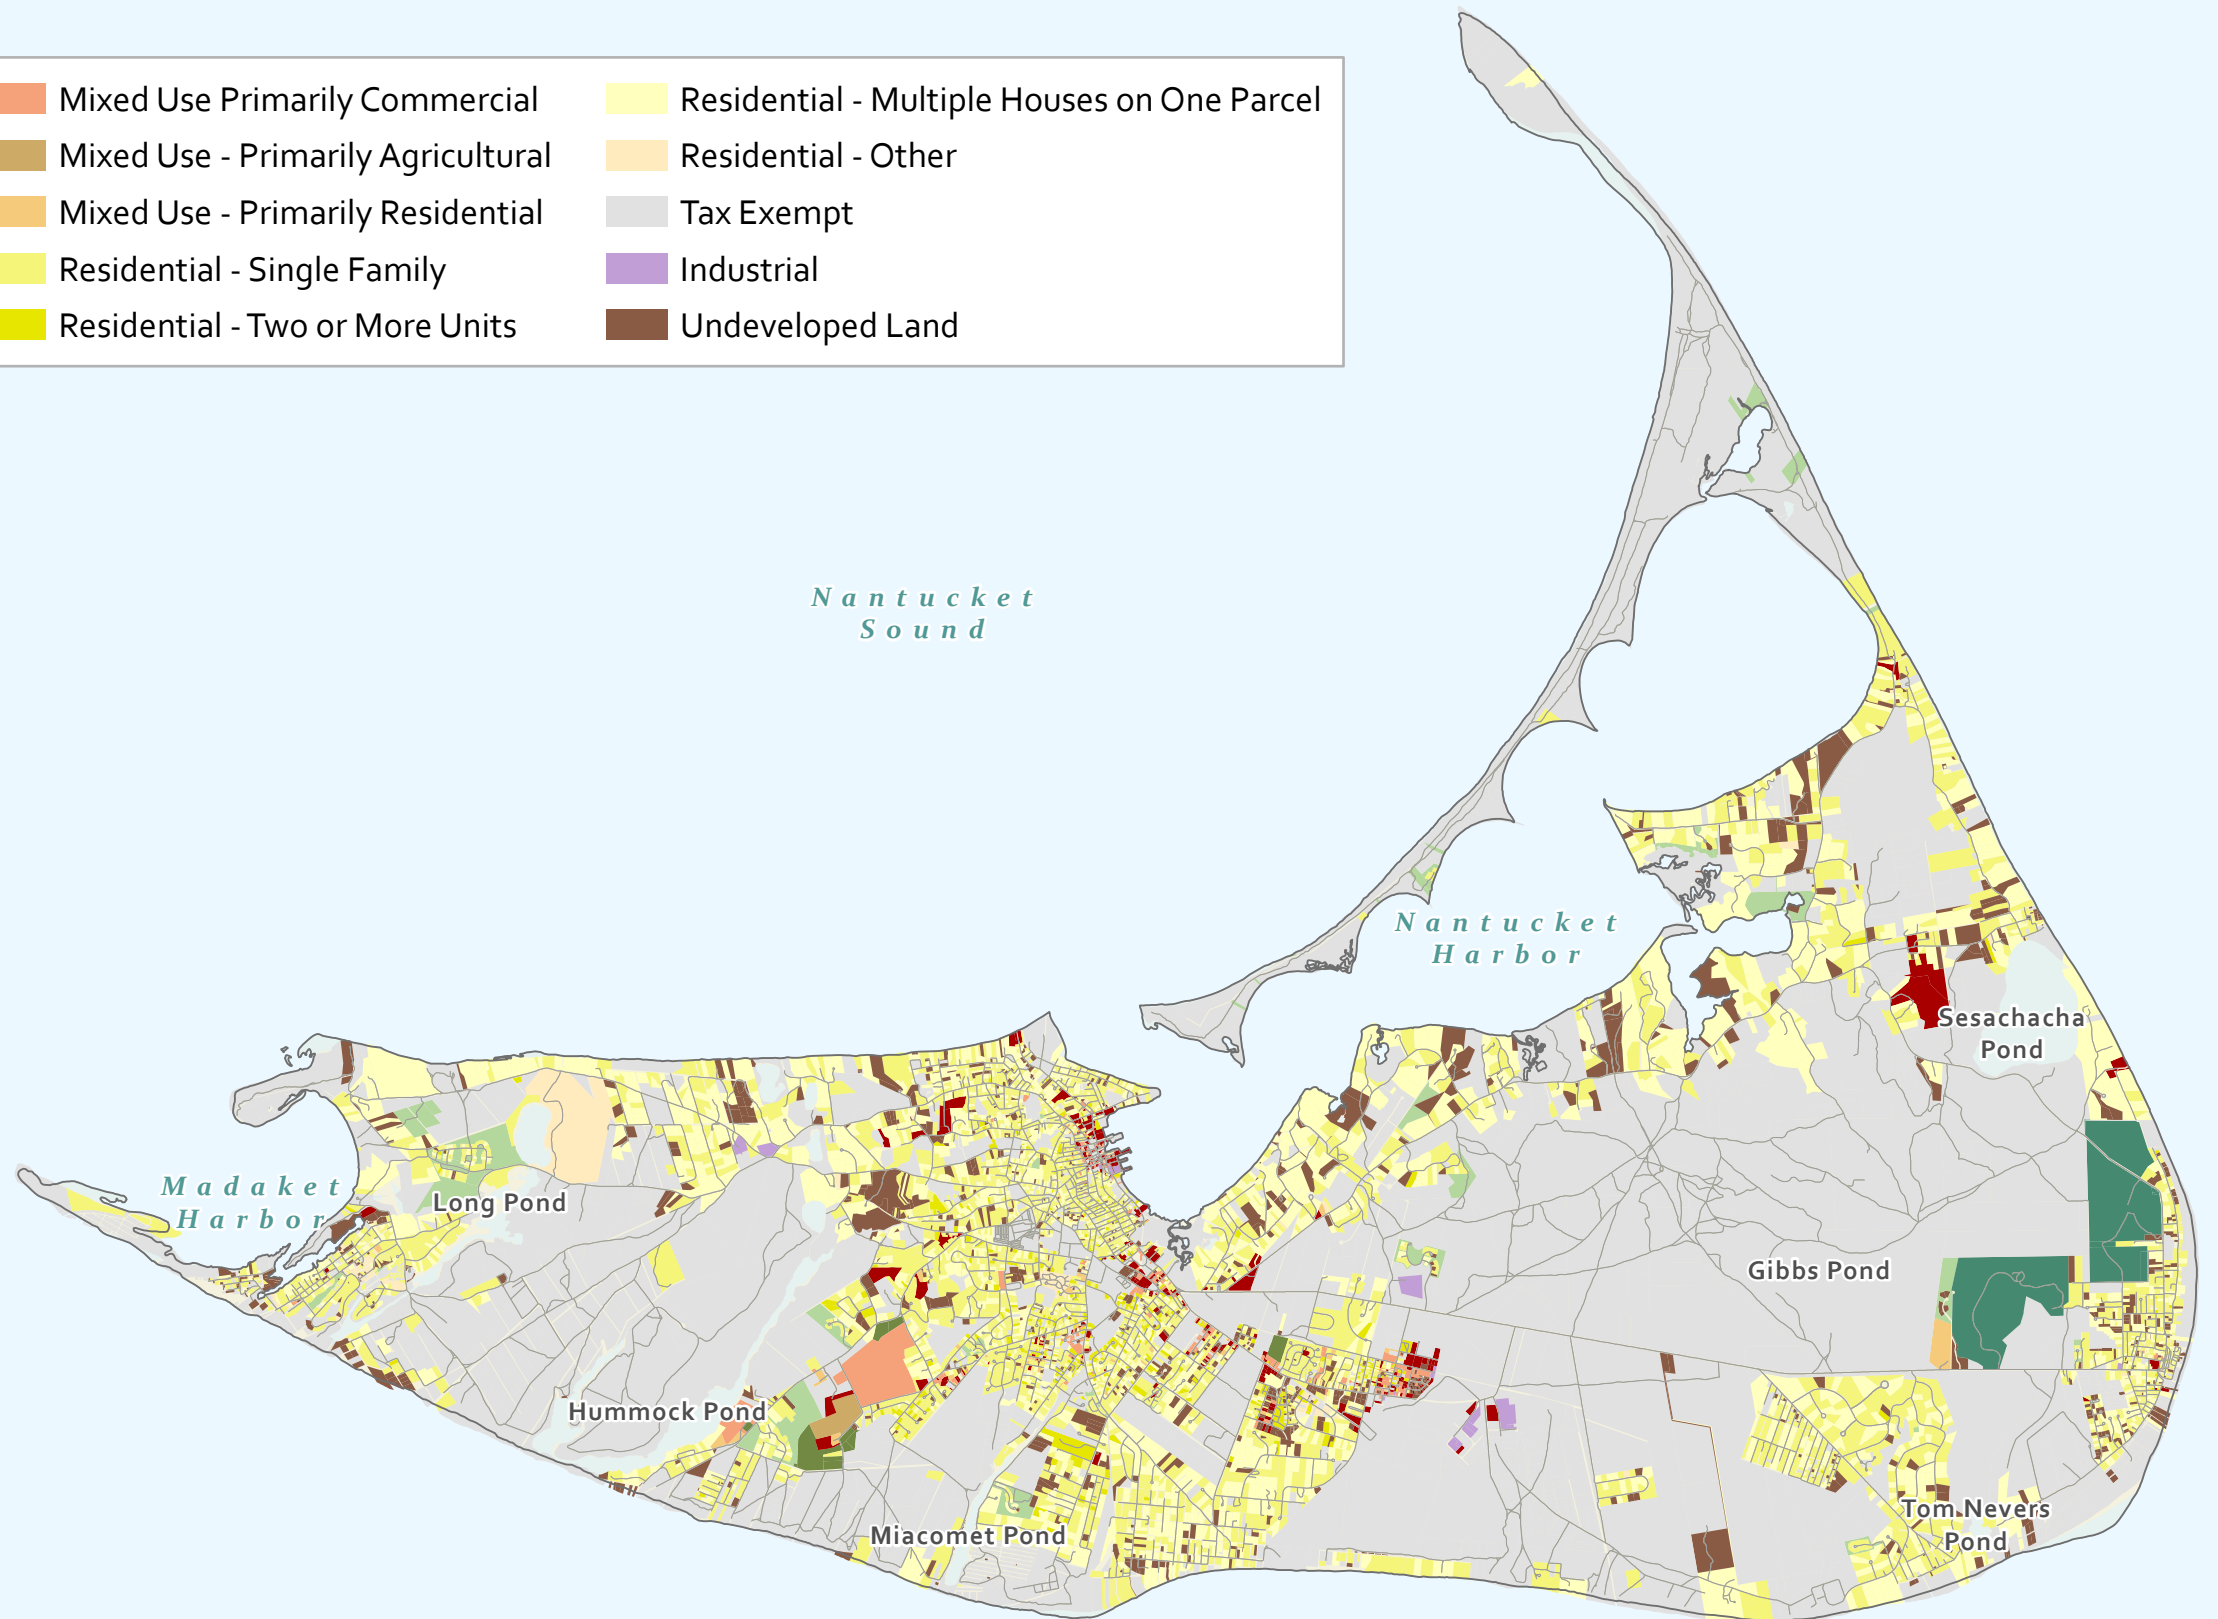 Mixed Use Primarily Commercial
Mixed Use - Primarily Agricultural
Mixed Use - Primarily Residential
Residential - Single Family
Residential - Two or More Units
Residential - Multiple Houses on One Parcel
Residential - Other
Tax Exempt
Industrial
Undeveloped Land
Nantucket
Sound
Nantucket
Harbor
Sesachacha
Pond
Madaket
Harbor
Long Pond
Gibbs Pond
Hummock Pond
Miacomet Pond
Tom Nevers
Pond